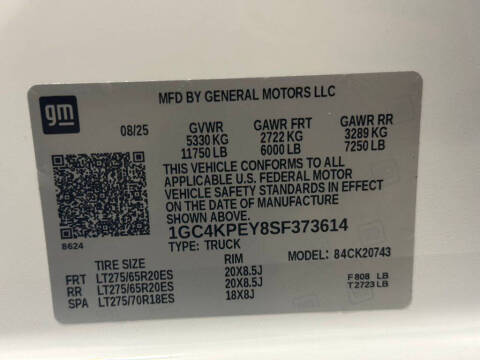 gm
MFD BY GENERAL MOTORS LLC
08/25 GVWR GAWR FRT GAWR RR
5330 KG 2722 KG 3289 KG
11750 LB 6000 LB 7250 LB
THIS VEHICLE CONFORMS TO ALL
APPLICABLE U.S. FEDERAL MOTOR
VEHICLE SAFETY STANDARDS IN EFFECT
ON THE DATE OF MANUFACTURE
SHOWN ABOVE.
8624 1GC4KPEY8SF373614
TYPE: TRUCK MODEL: 84CK20743
TIRE SIZE RIM
FRT LT275/65R20ES 20X8.5J
RR LT275/65R20ES 20X8.5J F 808 LB
SPA LT275/70R18ES 18X8J T 2723 LB